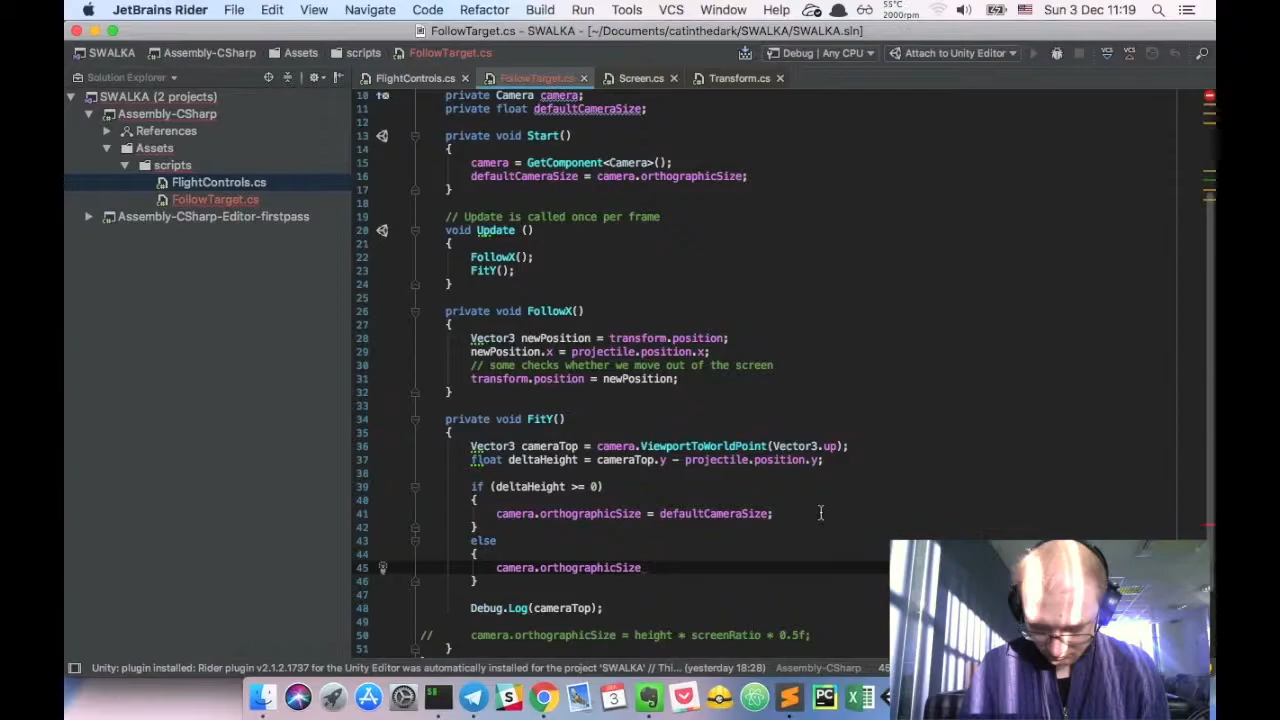 JetBrains Rider File Edit View Navigate Code Refactor Build Run Tools VCS Window Help 55°C 2000rpm Sun 3 Dec 11:19
FollowTarget.cs - SWALKA - [~/Documents/catinthedark/SWALKA/SWALKA.sln]
SWALKA Assembly-CSharp Assets scripts FollowTarget.cs Debug | Any CPU Attach to Unity Editor
Solution Explorer FlightControls.cs FollowTarget.cs Screen.cs Transform.cs
SWALKA (2 projects)
Assembly-CSharp
References
Assets
scripts
FlightControls.cs
FollowTarget.cs
Assembly-CSharp-Editor-firstpass
10 private Camera camera;
11 private float defaultCameraSize;
12
13 private void Start()
14 {
15 camera = GetComponent<Camera>();
16 defaultCameraSize = camera.orthographicSize;
17 }
18
19 // Update is called once per frame
20 void Update ()
21 {
22 FollowX();
23 FitY();
24 }
25
26 private void FollowX()
27 {
28 Vector3 newPosition = transform.position;
29 newPosition.x = projectile.position.x;
30 // some checks whether we move out of the screen
31 transform.position = newPosition;
32 }
33
34 private void FitY()
35 {
36 Vector3 cameraTop = camera.ViewportToWorldPoint(Vector3.up);
37 float deltaHeight = cameraTop.y - projectile.position.y;
38
39 if (deltaHeight >= 0)
40 {
41 camera.orthographicSize = defaultCameraSize;
42 }
43 else
44 {
45 camera.orthographicSize
46 }
47
48 Debug.Log(cameraTop);
49
50 // camera.orthographicSize = height * screenRatio * 0.5f;
51 }
Unity: plugin installed: Rider plugin v2.1.2.1737 for the Unity Editor was automatically installed for the project 'SWALKA' // Thi... (yesterday 18:28) Assembly-CSharp